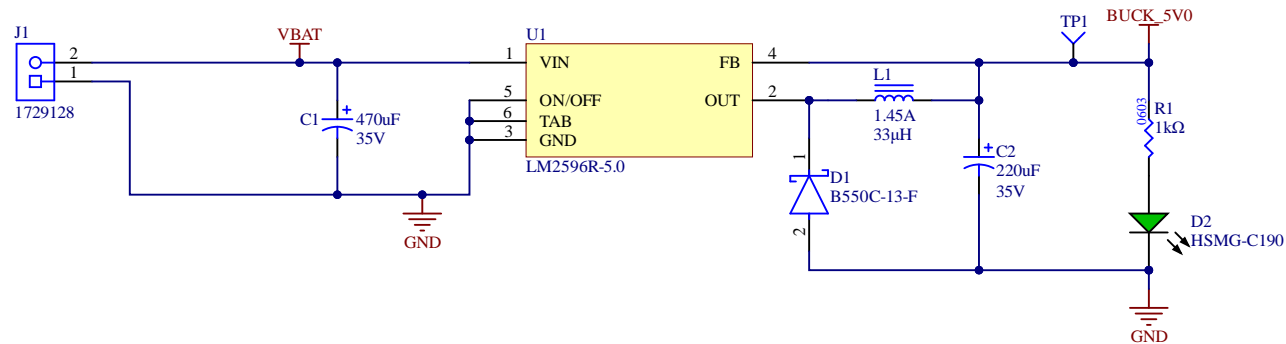 J1
2
1
1729128
VBAT
C1
+
470uF
35V
GND
U1
1
VIN
5
ON/OFF
6
TAB
3
GND
FB
4
OUT
2
LM2596R-5.0
L1
1.45A
33µH
1
D1
B550C-13-F
2
+
C2
220uF
35V
TP1
BUCK_5V0
0603
R1
1kΩ
D2
HSMG-C190
GND